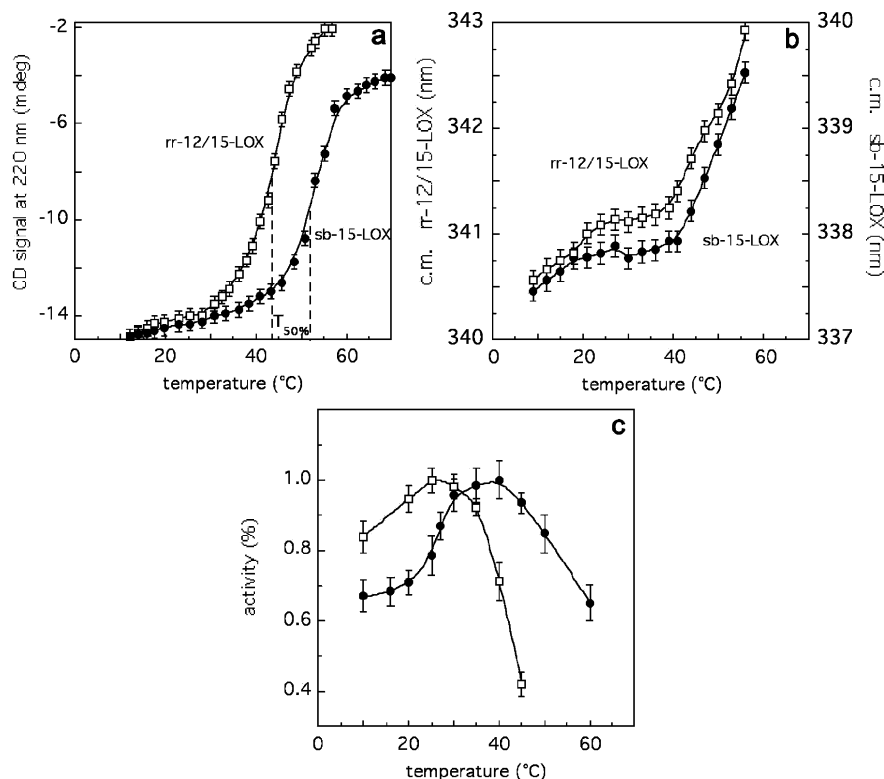 a
CD signal at 220 nm (mdeg)
-2
-6
-10
-14
rr-12/15-LOX
sb-15-LOX
T50%
0
20
40
60
temperature (°C)
b
c.m. rr-12/15-LOX (nm)
343
342
341
340
rr-12/15-LOX
sb-15-LOX
340
339
338
337
c.m. sb-15-LOX (nm)
0
20
40
60
80
temperature (°C)
c
activity (%)
1.0
0.8
0.6
0.4
0
20
40
60
temperature (°C)